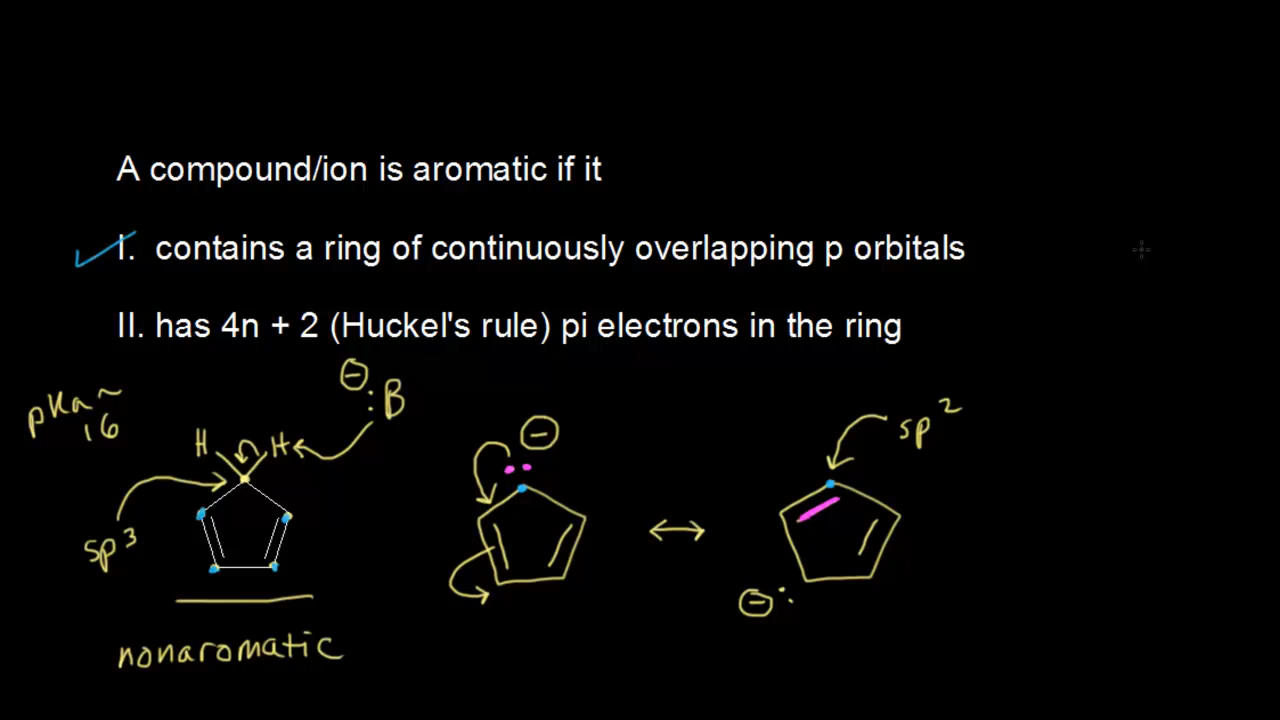 A compound/ion is aromatic if it
I. contains a ring of continuously overlapping p orbitals
II. has 4n + 2 (Huckel's rule) pi electrons in the ring
pKa ~
16
H
H
⊖
:B
sp³
nonaromatic
⊖
..
sp²
⊖
: